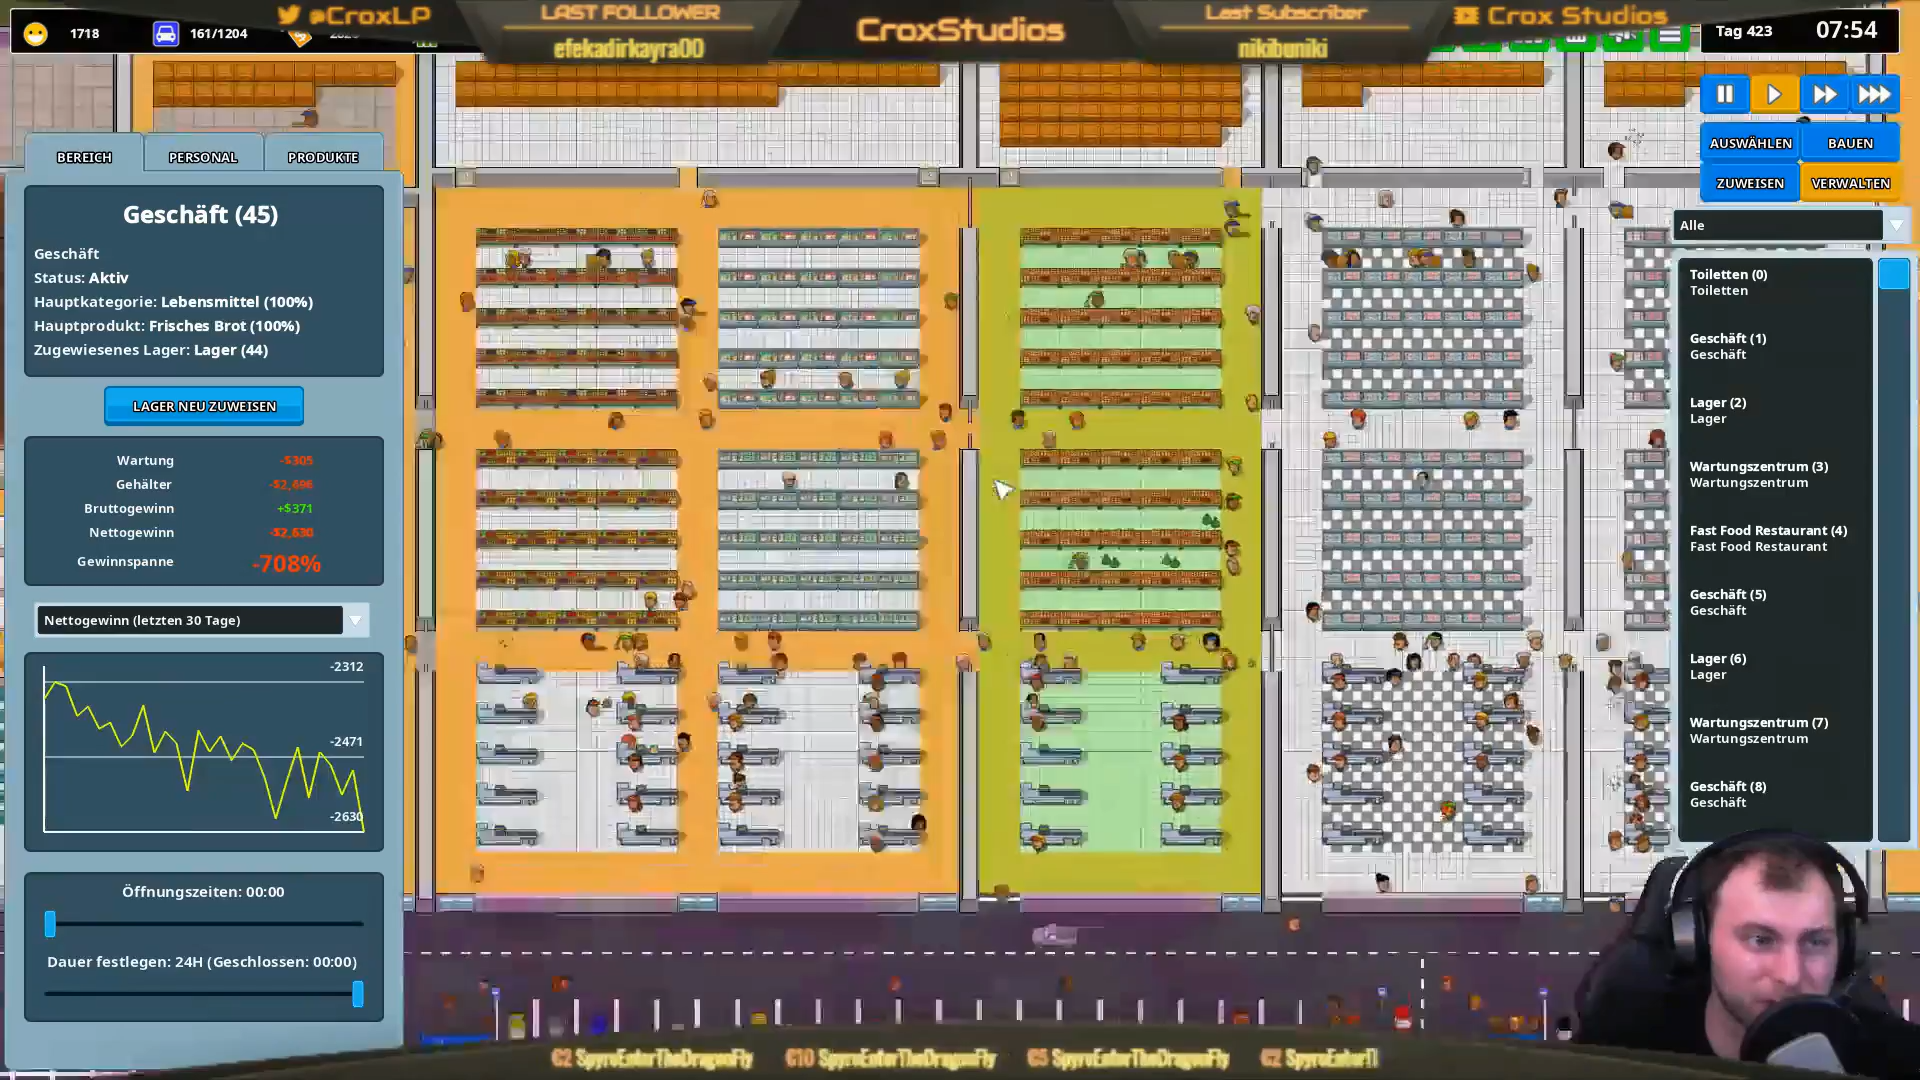 @CroxLP
LAST FOLLOWER
efekadirkayra00
CroxStudios
Last Subscriber
nikibuniki
Crox Studios
1718
161/1204
Tag 423
07:54
BEREICH
PERSONAL
PRODUKTE
Geschäft (45)
Geschäft
Status: Aktiv
Hauptkategorie: Lebensmittel (100%)
Hauptprodukt: Frisches Brot (100%)
Zugewiesenes Lager: Lager (44)
LAGER NEU ZUWEISEN
Wartung -$305
Gehälter -$2,696
Bruttogewinn +$371
Nettogewinn -$2,630
Gewinnspanne -708%
Nettogewinn (letzten 30 Tage)
-2312
-2471
-2630
Öffnungszeiten: 00:00
Dauer festlegen: 24H (Geschlossen: 00:00)
AUSWÄHLEN
BAUEN
ZUWEISEN
VERWALTEN
Alle
Toiletten (0)
Toiletten
Geschäft (1)
Geschäft
Lager (2)
Lager
Wartungszentrum (3)
Wartungszentrum
Fast Food Restaurant (4)
Fast Food Restaurant
Geschäft (5)
Geschäft
Lager (6)
Lager
Wartungszentrum (7)
Wartungszentrum
Geschäft (8)
Geschäft
SpyroEnterTheDragonFly
SpyroEnterTheDragonFly
SpyroEnterTheDragonFly